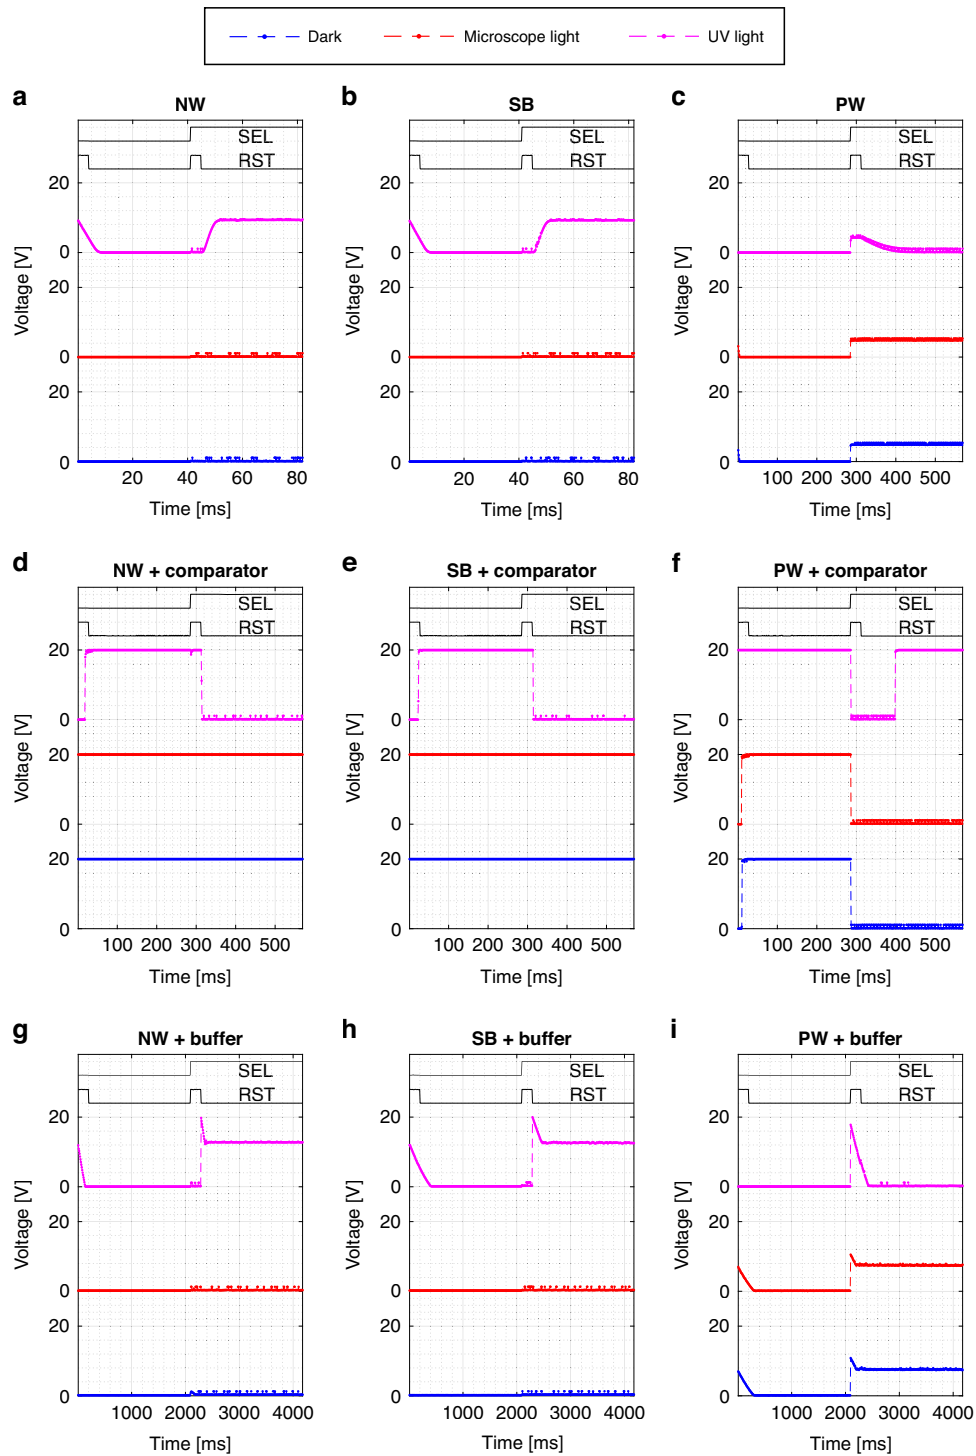 Dark Microscope light UV light
a NW b SB c PW
SEL SEL SEL
RST RST RST
20 20 20
0 0 0
20 20 20
0 0 0
20 20 20
0 0 0
Voltage [V] Voltage [V] Voltage [V]
20 40 60 80 20 40 60 80 100 200 300 400 500
Time [ms] Time [ms] Time [ms]
d NW + comparator e SB + comparator f PW + comparator
SEL SEL SEL
RST RST RST
20 20 20
0 0 0
20 20 20
0 0 0
20 20 20
0 0 0
Voltage [V] Voltage [V] Voltage [V]
100 200 300 400 500 100 200 300 400 500 100 200 300 400 500
Time [ms] Time [ms] Time [ms]
g NW + buffer h SB + buffer i PW + buffer
SEL SEL SEL
RST RST RST
20 20 20
0 0 0
20 20 20
0 0 0
20 20 20
0 0 0
Voltage [V] Voltage [V] Voltage [V]
1000 2000 3000 4000 1000 2000 3000 4000 1000 2000 3000 4000
Time [ms] Time [ms] Time [ms]